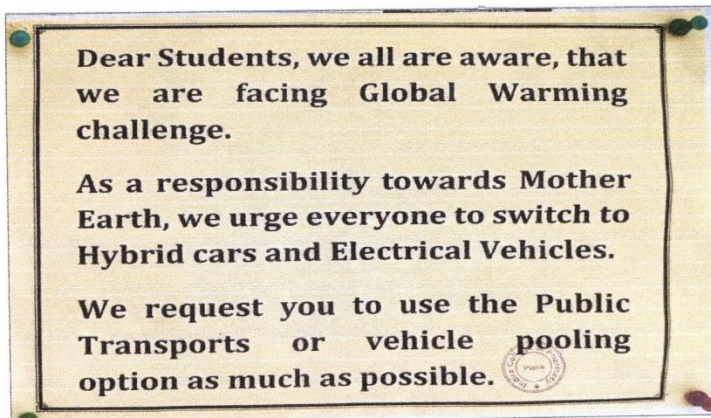 Dear Students, we all are aware, that
we are facing Global Warming
challenge.
As a responsibility towards Mother
Earth, we urge everyone to switch to
Hybrid cars and Electrical Vehicles.
We request you to use the Public
Transports or vehicle pooling
option as much as possible.
Pune